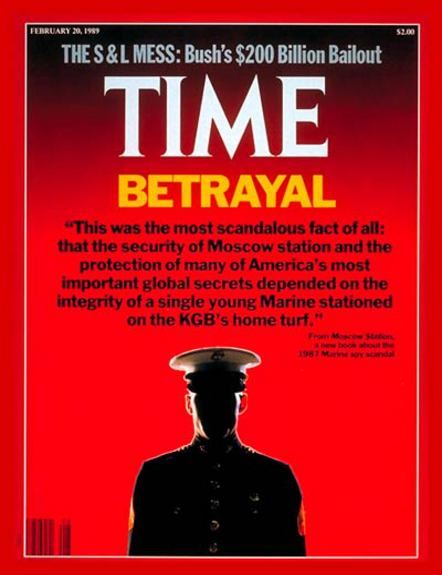 FEBRUARY 20, 1989
$2.00
THE S & L MESS: Bush's $200 Billion Bailout
TIME
BETRAYAL
“This was the most scandalous fact of all:
that the security of Moscow station and the
protection of many of America's most
important global secrets depended on the
integrity of a single young Marine stationed
on the KGB's home turf.”
From Moscow Station,
a new book about the
1987 Marine spy scandal